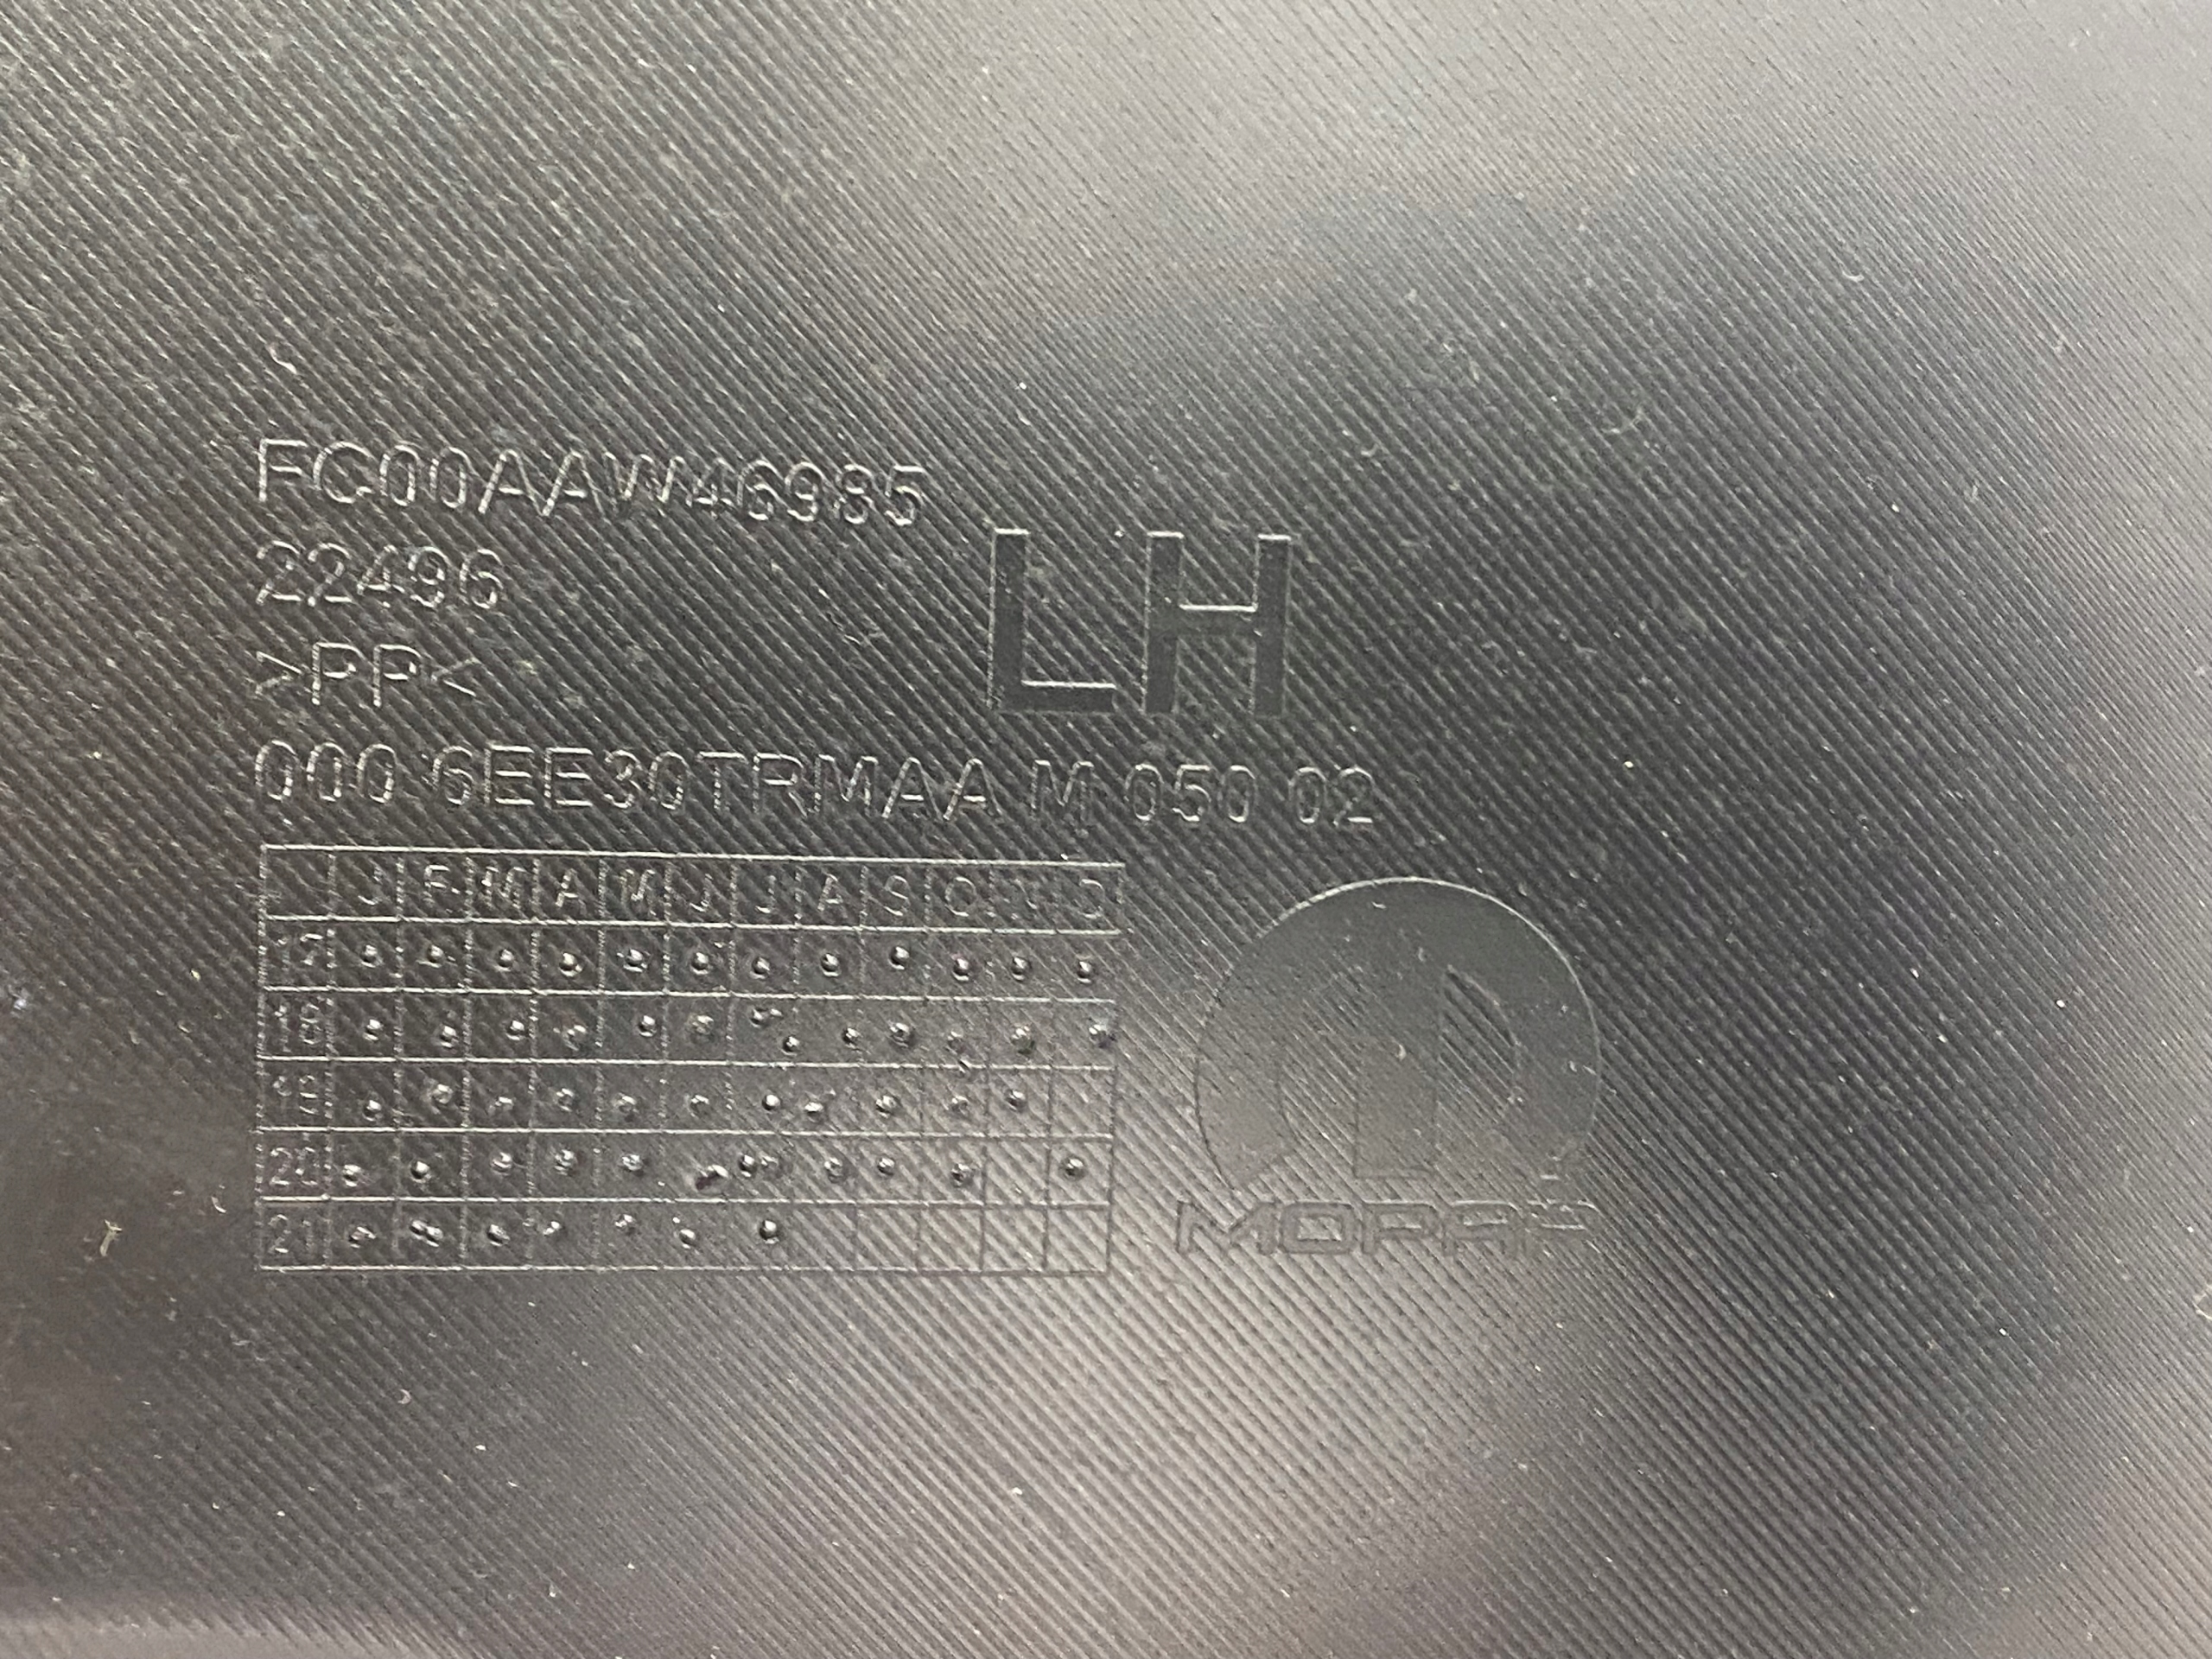 FC00AAW46985
22496
LH
>PP<
000 6EE30TRMAA M 050 02
J F M A M J J A S O N D
17
18
19
20
21
MOPAR